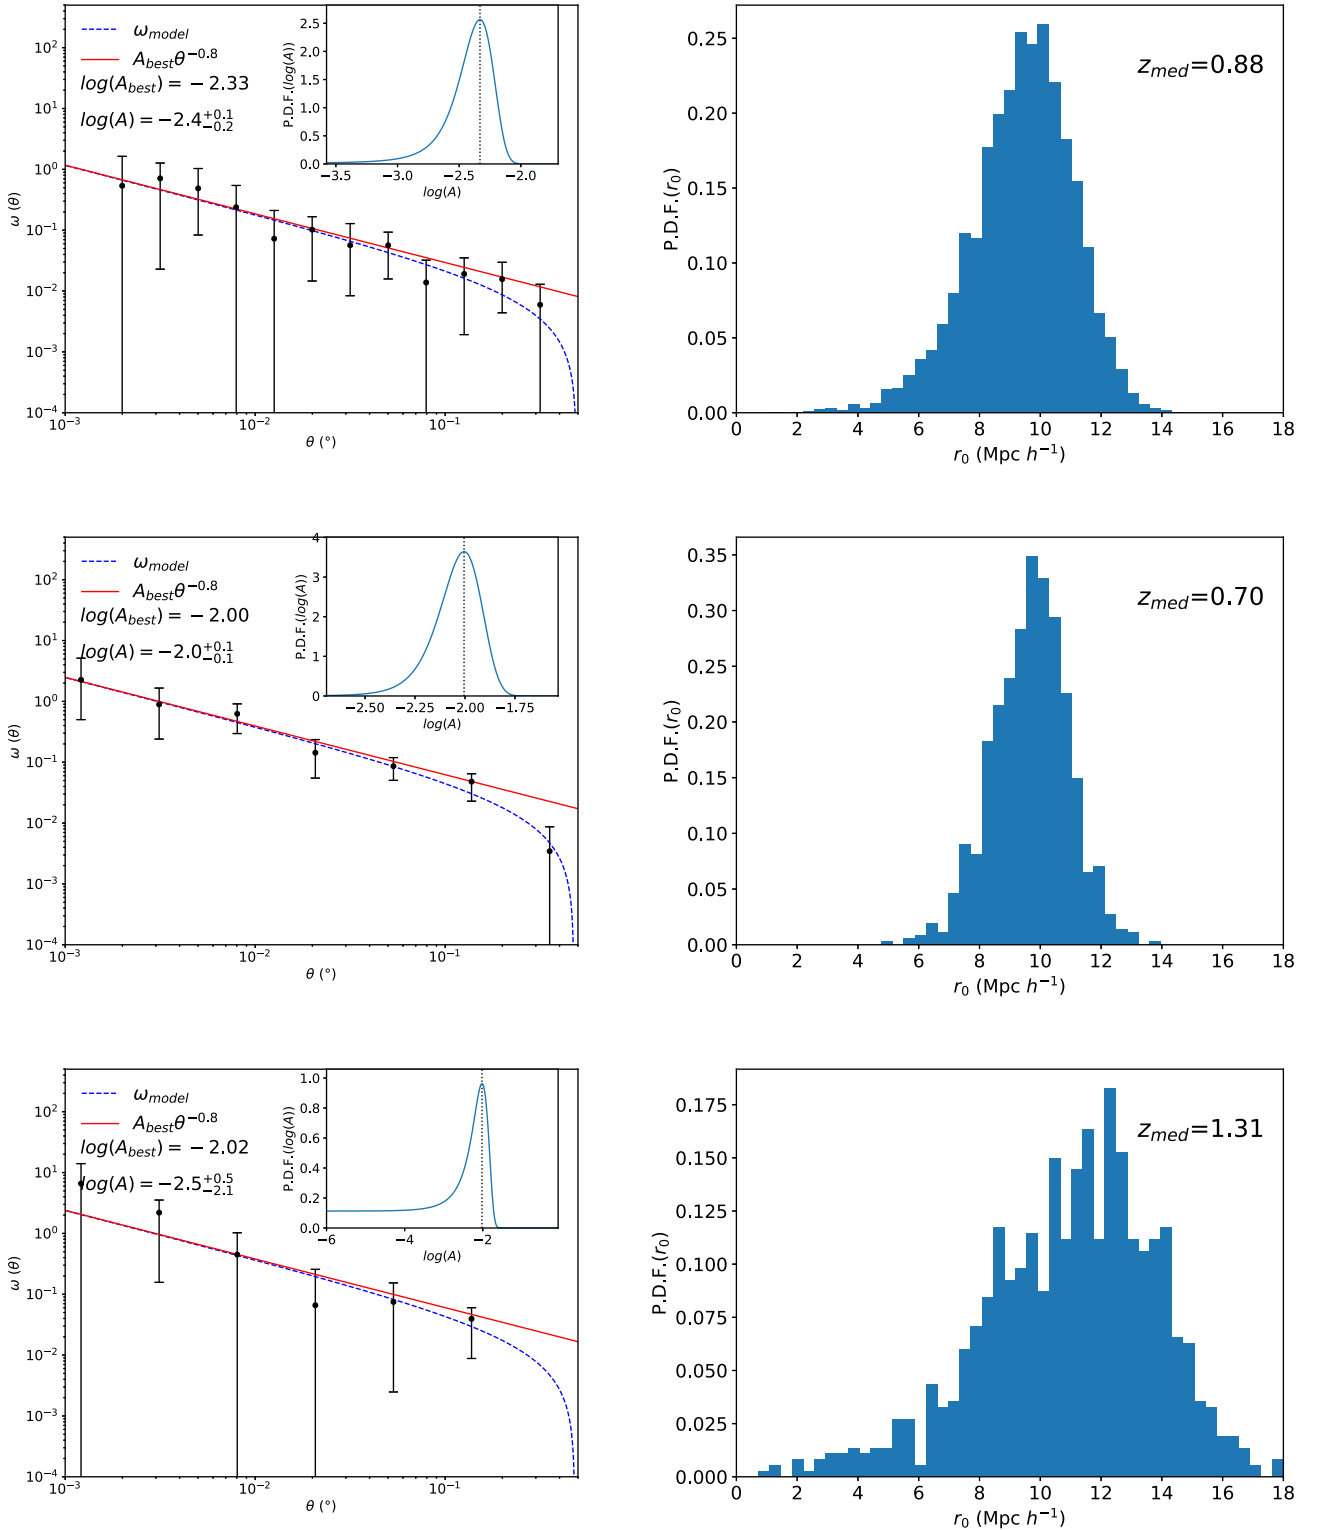 ω_model
A_bestθ^−0.8
log(A_best) = −2.33
log(A) = −2.4^+0.1_−0.2
10^2
10^1
10^0
10^−1
10^−2
10^−3
10^−4
ω (θ)
10^−3
10^−2
10^−1
θ (°)
2.5
2.0
1.5
1.0
0.5
0.0
P.D.F.(log(A))
−3.5
−3.0
−2.5
−2.0
log(A)
z_med=0.88
0.25
0.20
0.15
0.10
0.05
0.00
P.D.F.(r_0)
0 2 4 6 8 10 12 14 16 18
r_0 (Mpc h^−1)
ω_model
A_bestθ^−0.8
log(A_best) = −2.00
log(A) = −2.0^+0.1_−0.1
10^2
10^1
10^0
10^−1
10^−2
10^−3
10^−4
ω (θ)
10^−3
10^−2
10^−1
θ (°)
4
3
2
1
0
P.D.F.(log(A))
−2.50
−2.25
−2.00
−1.75
log(A)
z_med=0.70
0.35
0.30
0.25
0.20
0.15
0.10
0.05
0.00
P.D.F.(r_0)
0 2 4 6 8 10 12 14 16 18
r_0 (Mpc h^−1)
ω_model
A_bestθ^−0.8
log(A_best) = −2.02
log(A) = −2.5^+0.5_−2.1
10^2
10^1
10^0
10^−1
10^−2
10^−3
10^−4
ω (θ)
10^−3
10^−2
10^−1
θ (°)
1.0
0.8
0.6
0.4
0.2
0.0
P.D.F.(log(A))
−6
−4
−2
log(A)
z_med=1.31
0.175
0.150
0.125
0.100
0.075
0.050
0.025
0.000
P.D.F.(r_0)
0 2 4 6 8 10 12 14 16 18
r_0 (Mpc h^−1)